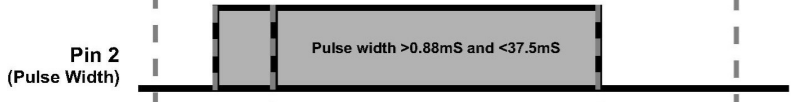 Pulse width >0.88mS and <37.5mS
Pin 2
(Pulse Width)